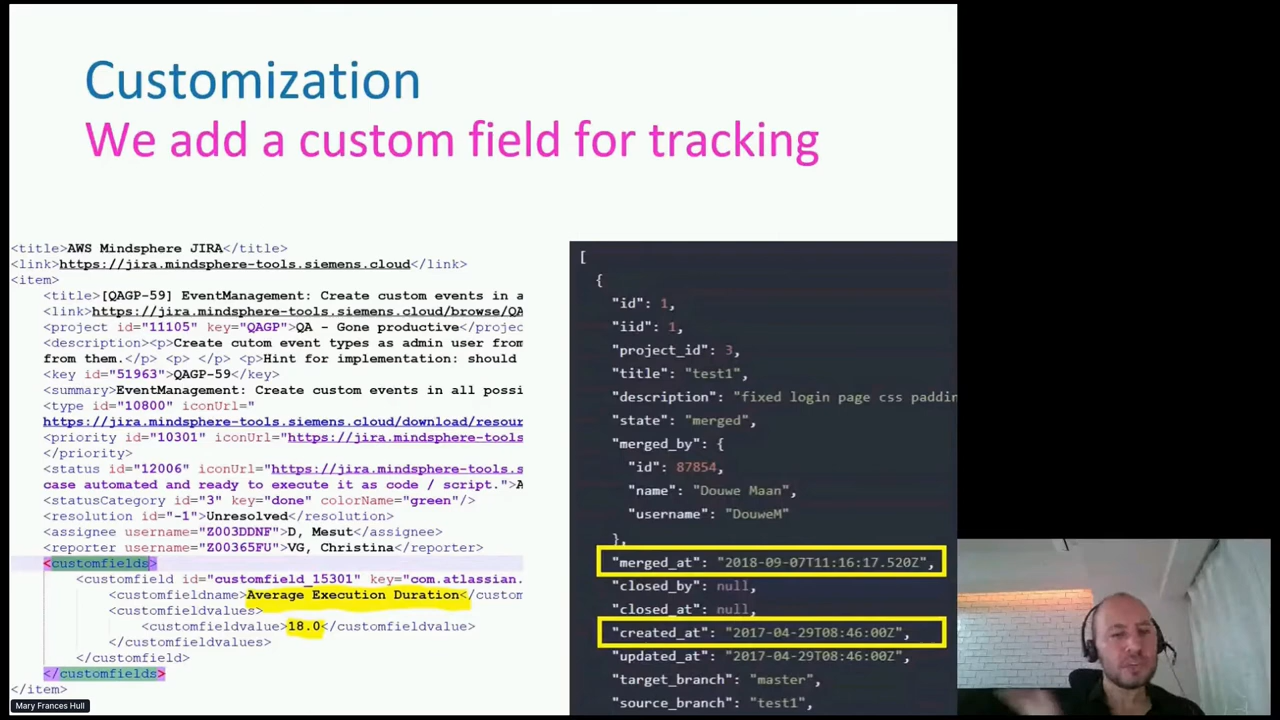 Customization
We add a custom field for tracking
<title>AWS Mindsphere JIRA</title>
<link>https://jira.mindsphere-tools.siemens.cloud</link>
<item>
<title>[QAGP-59] EventManagement: Create custom events in a
<link>https://jira.mindsphere-tools.siemens.cloud/browse/QA
<project id="11105" key="QAGP">QA - Gone productive</projec
<description><p>Create cutom event types as admin user from
from them.</p> <p> </p> <p>Hint for implementation: should
<key id="51963">QAGP-59</key>
<summary>EventManagement: Create custom events in all possi
<type id="10800" iconUrl="
https://jira.mindsphere-tools.siemens.cloud/download/resour
<priority id="10301" iconUrl="https://jira.mindsphere-tools
</priority>
<status id="12006" iconUrl="https://jira.mindsphere-tools.s
case automated and ready to execute it as code / script.">A
<statusCategory id="3" key="done" colorName="green"/>
<resolution id="-1">Unresolved</resolution>
<assignee username="Z003DDNF">D, Mesut</assignee>
<reporter username="Z00365FU">VG, Christina</reporter>
<customfields>
<customfield id="customfield_15301" key="com.atlassian.
<customfieldname>Average Execution Duration</custom
<customfieldvalues>
<customfieldvalue>18.0</customfieldvalue>
</customfieldvalues>
</customfield>
</customfields>
</item>
[
{
"id": 1,
"iid": 1,
"project_id": 3,
"title": "test1",
"description": "fixed login page css paddin
"state": "merged",
"merged_by": {
"id": 87854,
"name": "Douwe Maan",
"username": "DouweM"
},
"merged_at": "2018-09-07T11:16:17.520Z",
"closed_by": null,
"closed_at": null,
"created_at": "2017-04-29T08:46:00Z",
"updated_at": "2017-04-29T08:46:00Z",
"target_branch": "master",
"source_branch": "test1",
Mary Frances Hull